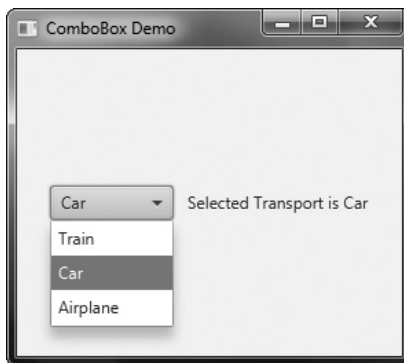 ComboBox Demo
Car Selected Transport is Car
Train
Car
Airplane